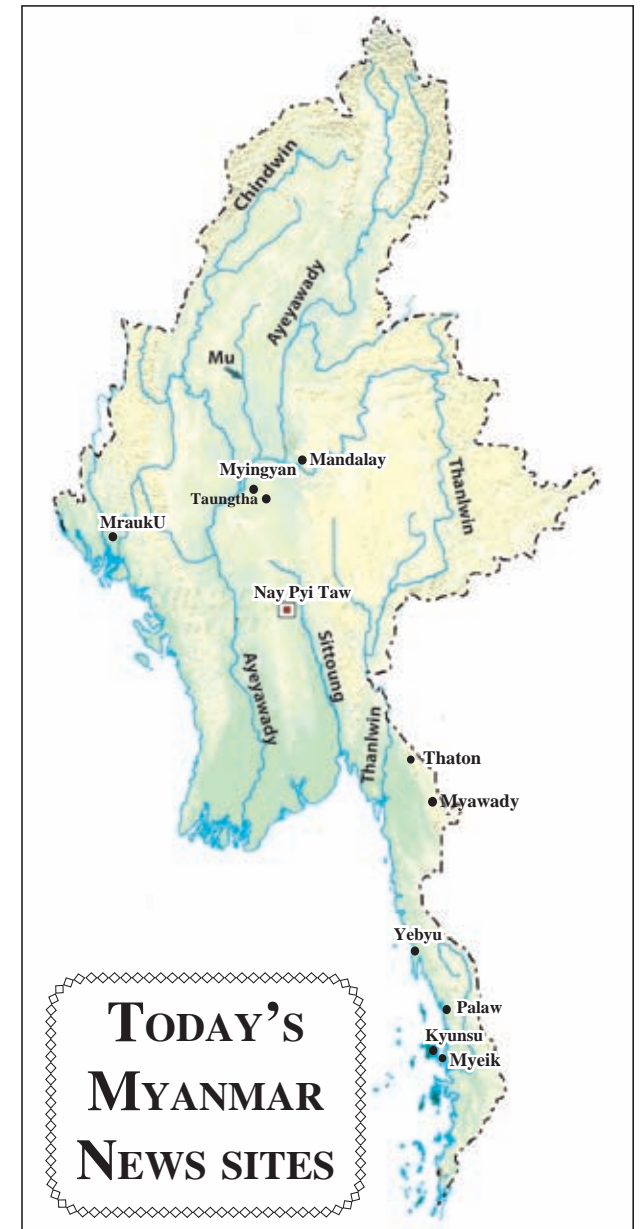 Chindwin
Ayeyawady
Mu
Mandalay
Myingyan
Taungtha
Thanlwin
MraukU
Nay Pyi Taw
Sittoung
Ayeyawady
Thanlwin
Thaton
Myawady
Yebyu
Palaw
Kyunsu
Myeik
TODAY'S
MYANMAR
NEWS SITES